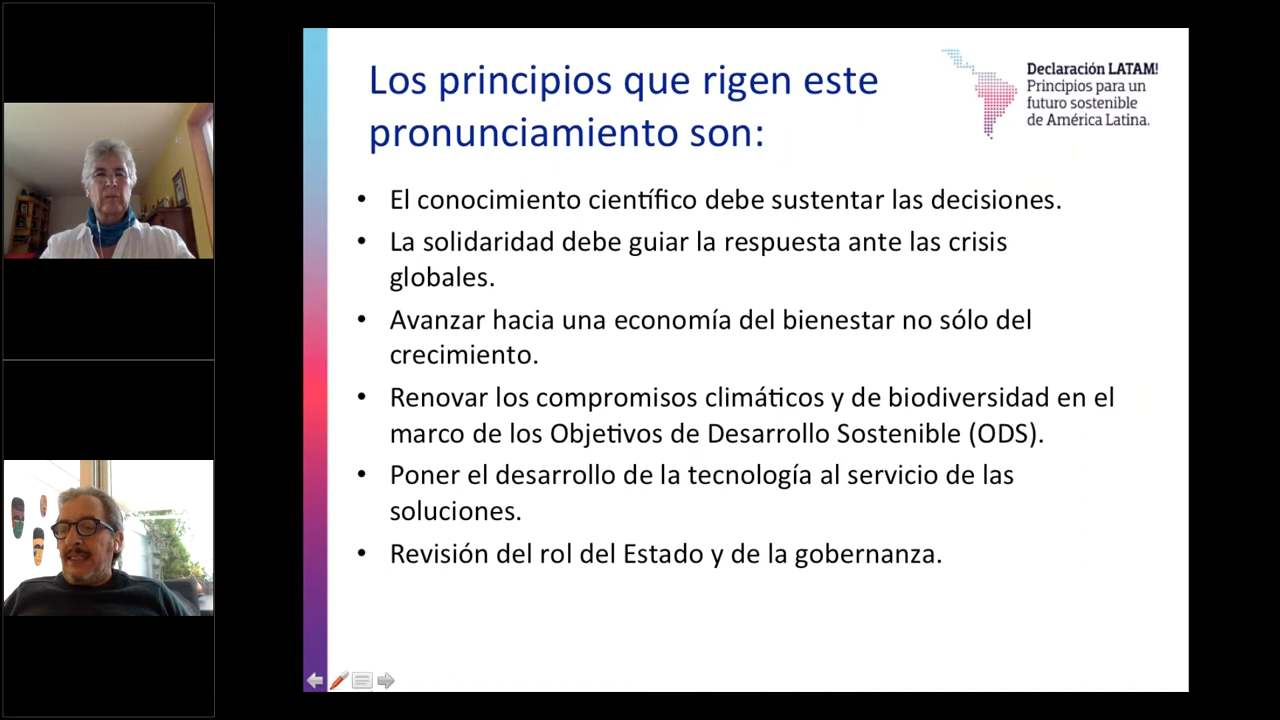 Los principios que rigen este
pronunciamiento son:
Declaración LATAM!
Principios para un
futuro sostenible
de América Latina.
• El conocimiento científico debe sustentar las decisiones.
• La solidaridad debe guiar la respuesta ante las crisis
globales.
• Avanzar hacia una economía del bienestar no sólo del
crecimiento.
• Renovar los compromisos climáticos y de biodiversidad en el
marco de los Objetivos de Desarrollo Sostenible (ODS).
• Poner el desarrollo de la tecnología al servicio de las
soluciones.
• Revisión del rol del Estado y de la gobernanza.